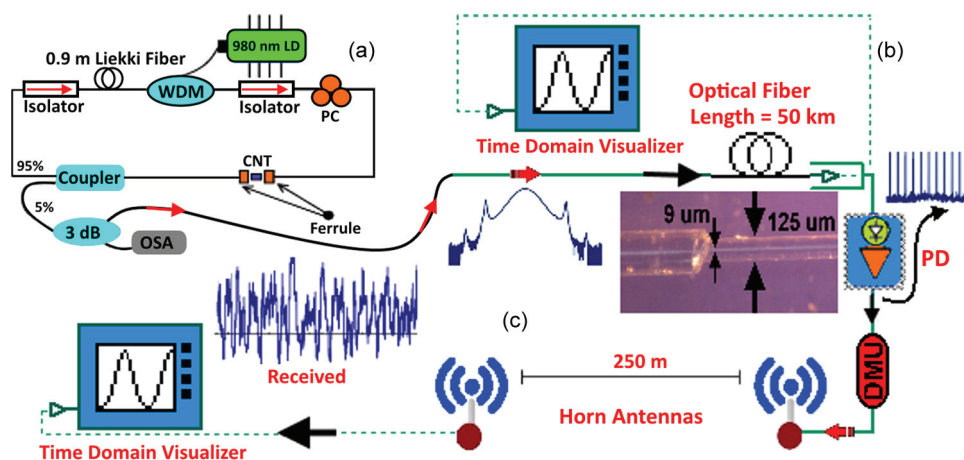 (a)
980 nm LD
0.9 m Liekki Fiber
WDM
Isolator
Isolator
PC
95%
Coupler
CNT
5%
3 dB
OSA
Ferrule
(b)
Time Domain Visualizer
Optical Fiber
Length = 50 km
9 um
125 um
PD
DMU
(c)
Received
250 m
Horn Antennas
Time Domain Visualizer